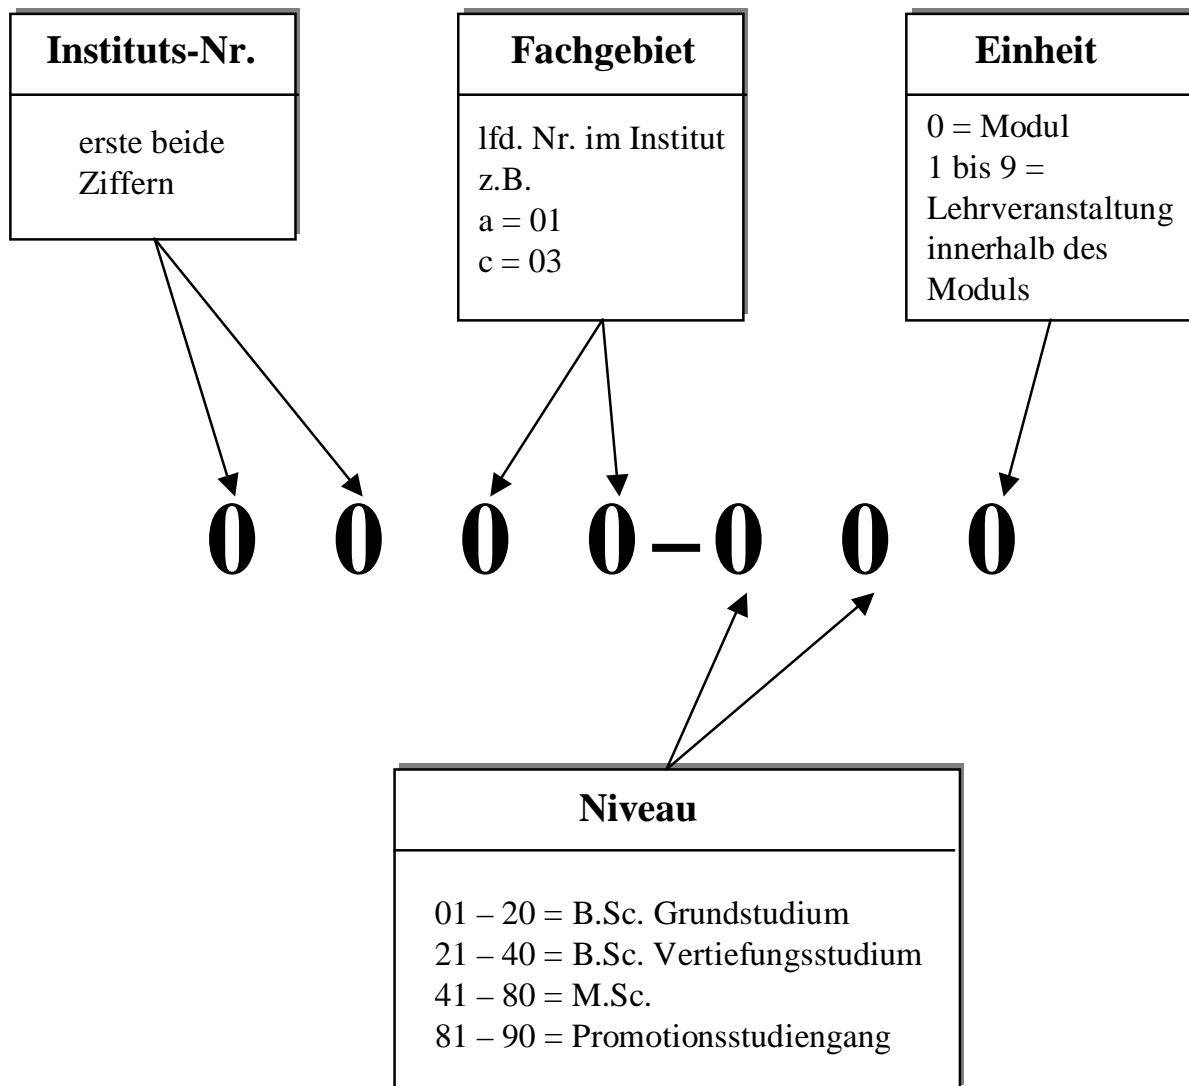 Instituts-Nr.
erste beide
Ziffern
Fachgebiet
lfd. Nr. im Institut
z.B.
a = 01
c = 03
Einheit
0 = Modul
1 bis 9 =
Lehrveranstaltung
innerhalb des
Moduls
0 0 0 0 – 0 0 0
Niveau
01 – 20 = B.Sc. Grundstudium
21 – 40 = B.Sc. Vertiefungsstudium
41 – 80 = M.Sc.
81 – 90 = Promotionsstudiengang